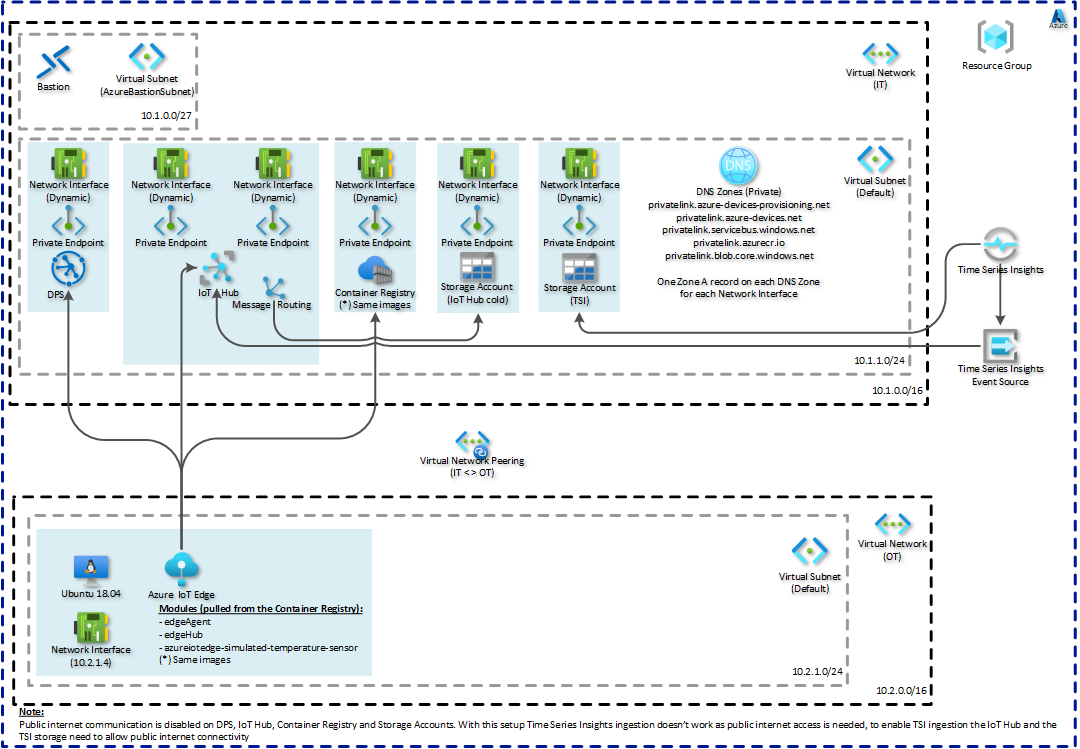 Azure
Resource Group
Bastion
Virtual Subnet
(AzureBastionSubnet)
10.1.0.0/27
Virtual Network
(IT)
Network Interface
(Dynamic)
Private Endpoint
DPS
Network Interface
(Dynamic)
Private Endpoint
Network Interface
(Dynamic)
Private Endpoint
IoT Hub
Message Routing
Network Interface
(Dynamic)
Private Endpoint
Container Registry
(*) Same images
Network Interface
(Dynamic)
Private Endpoint
Storage Account
(IoT Hub cold)
Network Interface
(Dynamic)
Private Endpoint
Storage Account
(TSI)
DNS
DNS Zones (Private)
privatelink.azure-devices-provisioning.net
privatelink.azure-devices.net
privatelink.servicebus.windows.net
privatelink.azurecr.io
privatelink.blob.core.windows.net
One Zone A record on each DNS Zone
for each Network Interface
Virtual Subnet
(Default)
10.1.1.0/24
10.1.0.0/16
Time Series Insights
Time Series Insights
Event Source
Virtual Network Peering
(IT <> OT)
Ubuntu 18.04
Network Interface
(10.2.1.4)
Azure IoT Edge
Modules (pulled from the Container Registry):
- edgeAgent
- edgeHub
- azureiotedge-simulated-temperature-sensor
(*) Same images
Virtual Subnet
(Default)
Virtual Network
(OT)
10.2.1.0/24
10.2.0.0/16
Note:
Public internet communication is disabled on DPS, IoT Hub, Container Registry and Storage Accounts. With this setup Time Series Insights ingestion doesn't work as public internet access is needed, to enable TSI ingestion the IoT Hub and the
TSI storage need to allow public internet connectivity